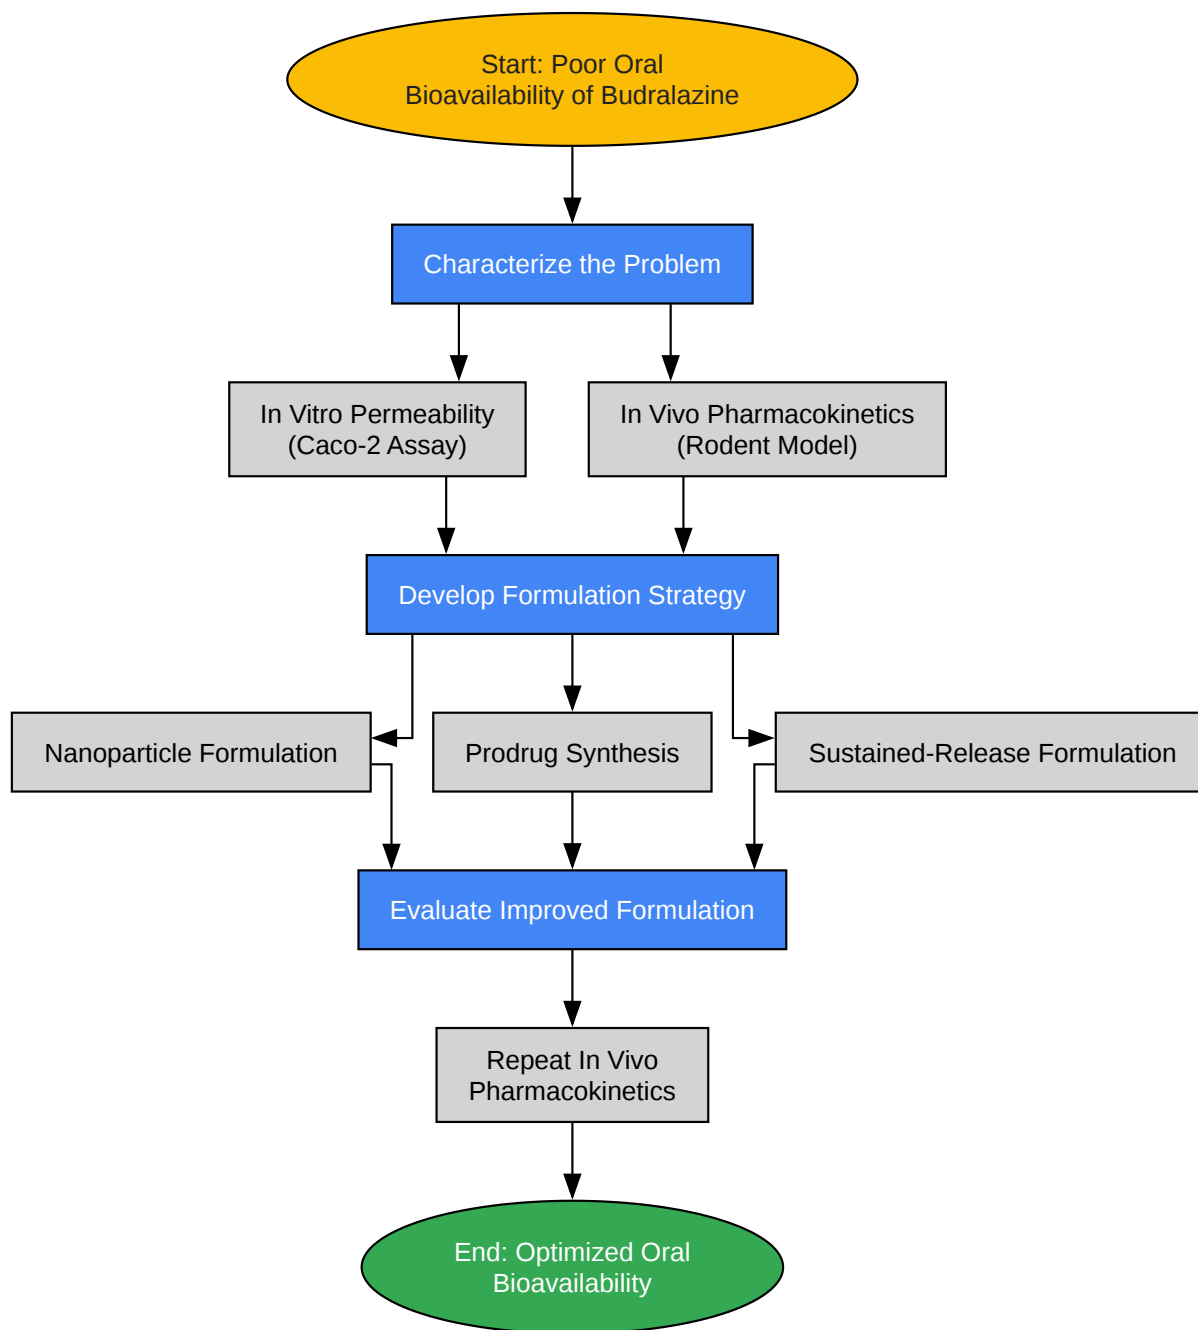 Start: Poor Oral
Bioavailability of Budralazine
Characterize the Problem
In Vitro Permeability
(Caco-2 Assay)
In Vivo Pharmacokinetics
(Rodent Model)
Develop Formulation Strategy
Nanoparticle Formulation
Prodrug Synthesis
Sustained-Release Formulation
Evaluate Improved Formulation
Repeat In Vivo
Pharmacokinetics
End: Optimized Oral
Bioavailability